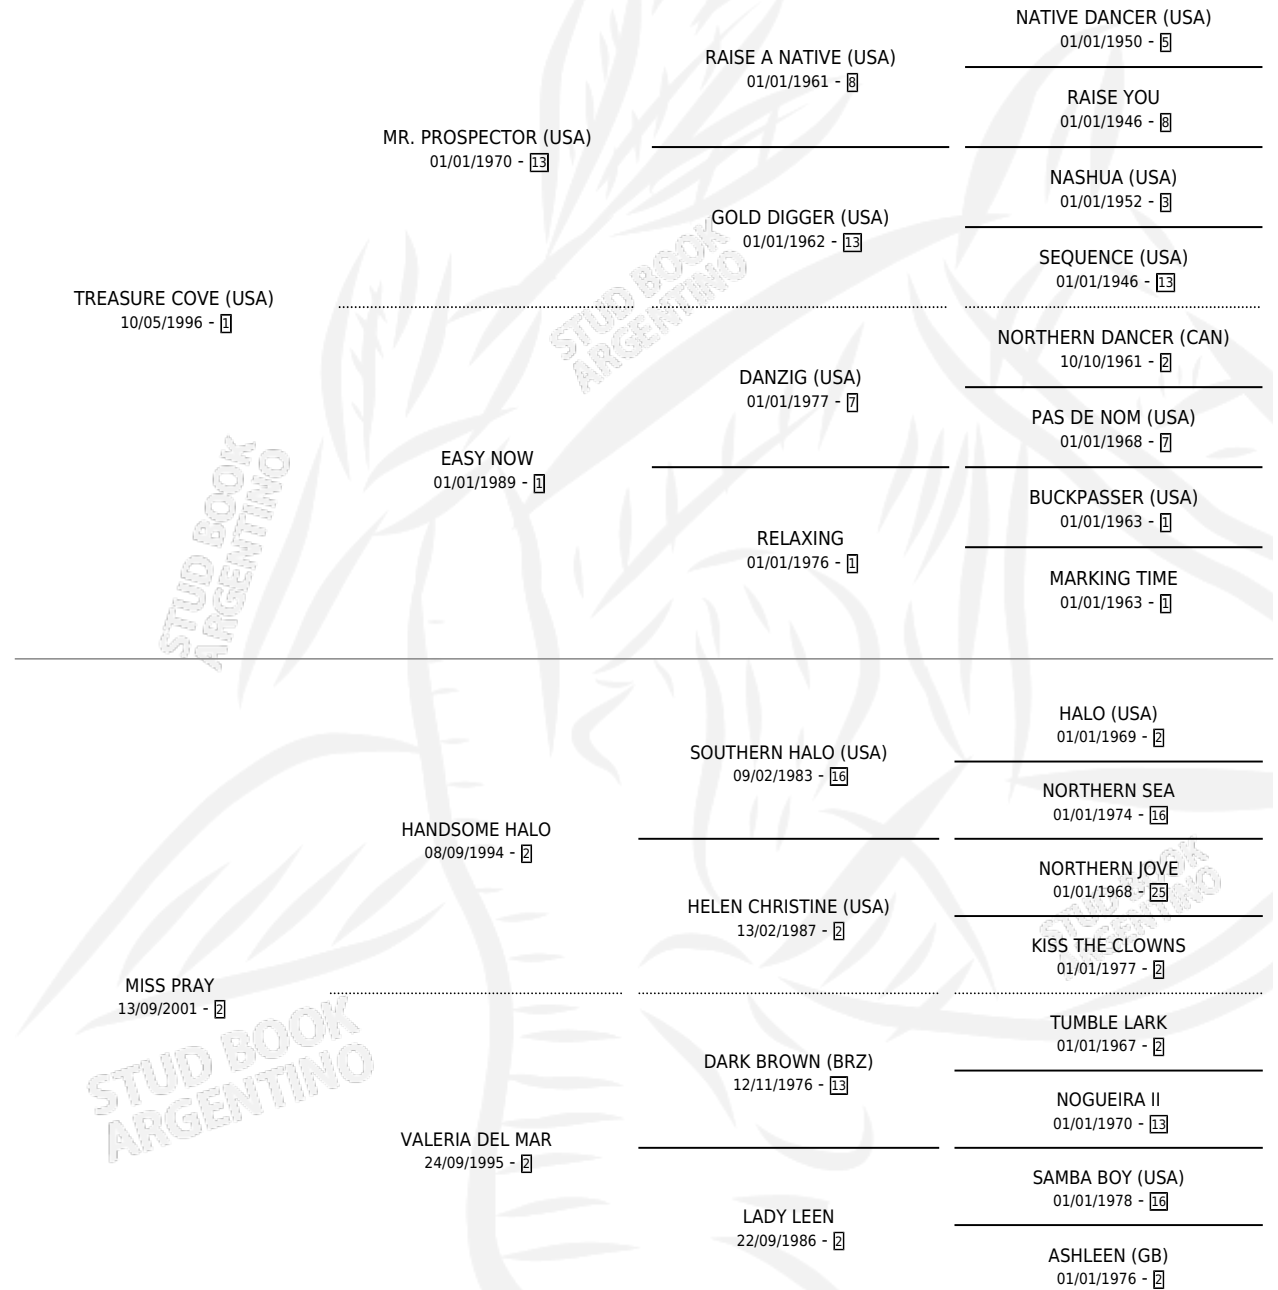 NATIVE DANCER (USA)
01/01/1950 - 5
RAISE A NATIVE (USA)
01/01/1961 - 8
RAISE YOU
01/01/1946 - 8
MR. PROSPECTOR (USA)
01/01/1970 - 13
NASHUA (USA)
01/01/1952 - 3
GOLD DIGGER (USA)
01/01/1962 - 13
SEQUENCE (USA)
01/01/1946 - 13
TREASURE COVE (USA)
10/05/1996 - 1
NORTHERN DANCER (CAN)
10/10/1961 - 2
DANZIG (USA)
01/01/1977 - 7
PAS DE NOM (USA)
01/01/1968 - 7
EASY NOW
01/01/1989 - 1
BUCKPASSER (USA)
01/01/1963 - 1
RELAXING
01/01/1976 - 1
MARKING TIME
01/01/1963 - 1
HALO (USA)
01/01/1969 - 2
SOUTHERN HALO (USA)
09/02/1983 - 16
NORTHERN SEA
01/01/1974 - 16
HANDSOME HALO
08/09/1994 - 2
NORTHERN JOVE
01/01/1968 - 25
HELEN CHRISTINE (USA)
13/02/1987 - 2
KISS THE CLOWNS
01/01/1977 - 2
MISS PRAY
13/09/2001 - 2
TUMBLE LARK
01/01/1967 - 2
DARK BROWN (BRZ)
12/11/1976 - 13
NOGUEIRA II
01/01/1970 - 13
VALERIA DEL MAR
24/09/1995 - 2
SAMBA BOY (USA)
01/01/1978 - 16
LADY LEEN
22/09/1986 - 2
ASHLEEN (GB)
01/01/1976 - 2
STUD BOOK
ARGENTINO
STUD BOOK
ARGENTINO
STUD BOOK
ARGENTINO
STUD BOOK
ARGENTINO